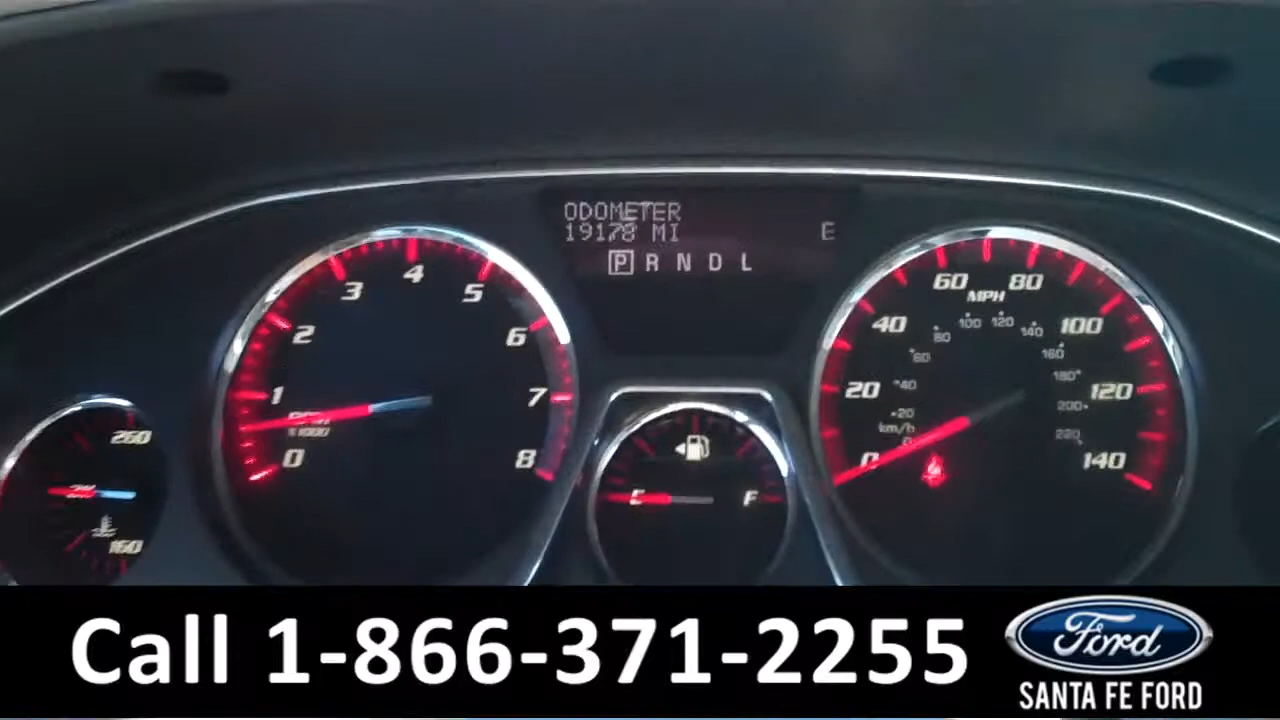 ODOMETER
19178 MI E
P R N D L
0 1 2 3 4 5 6 7 8
X1000
0 20 40 60 80 100 120 140
MPH
20 40 60 80 100 120 140 160 180 200 220
km/h
260
160
E F
Call 1-866-371-2255
Ford
SANTA FE FORD